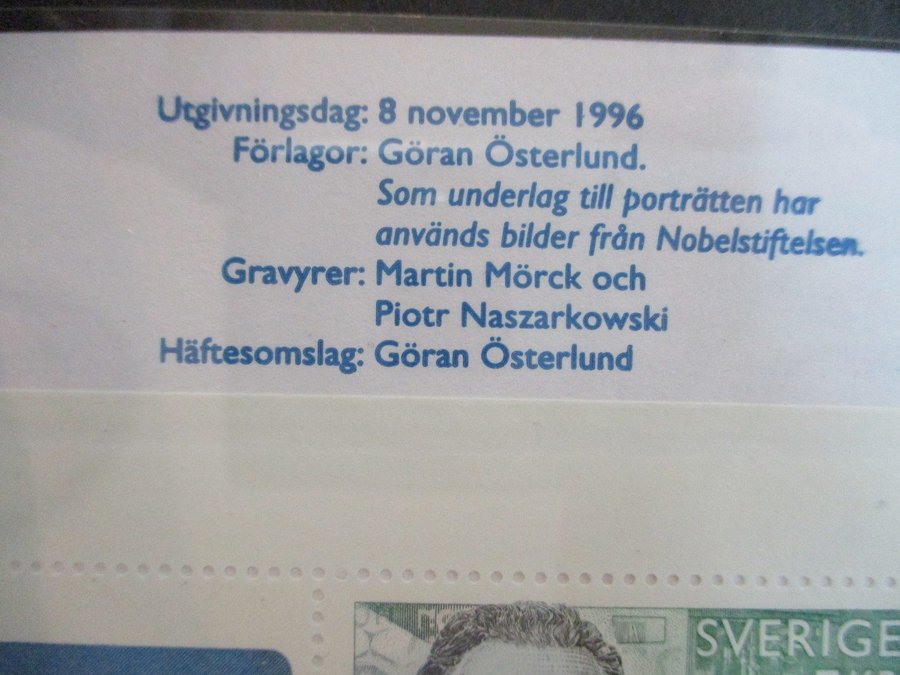 Utgivningsdag: 8 november 1996
Förlagor: Göran Österlund.
Som underlag till porträtten har
används bilder från Nobelstiftelsen.
Gravyrer: Martin Mörck och
Piotr Naszarkowski
Häftesomslag: Göran Österlund
SVERIGE